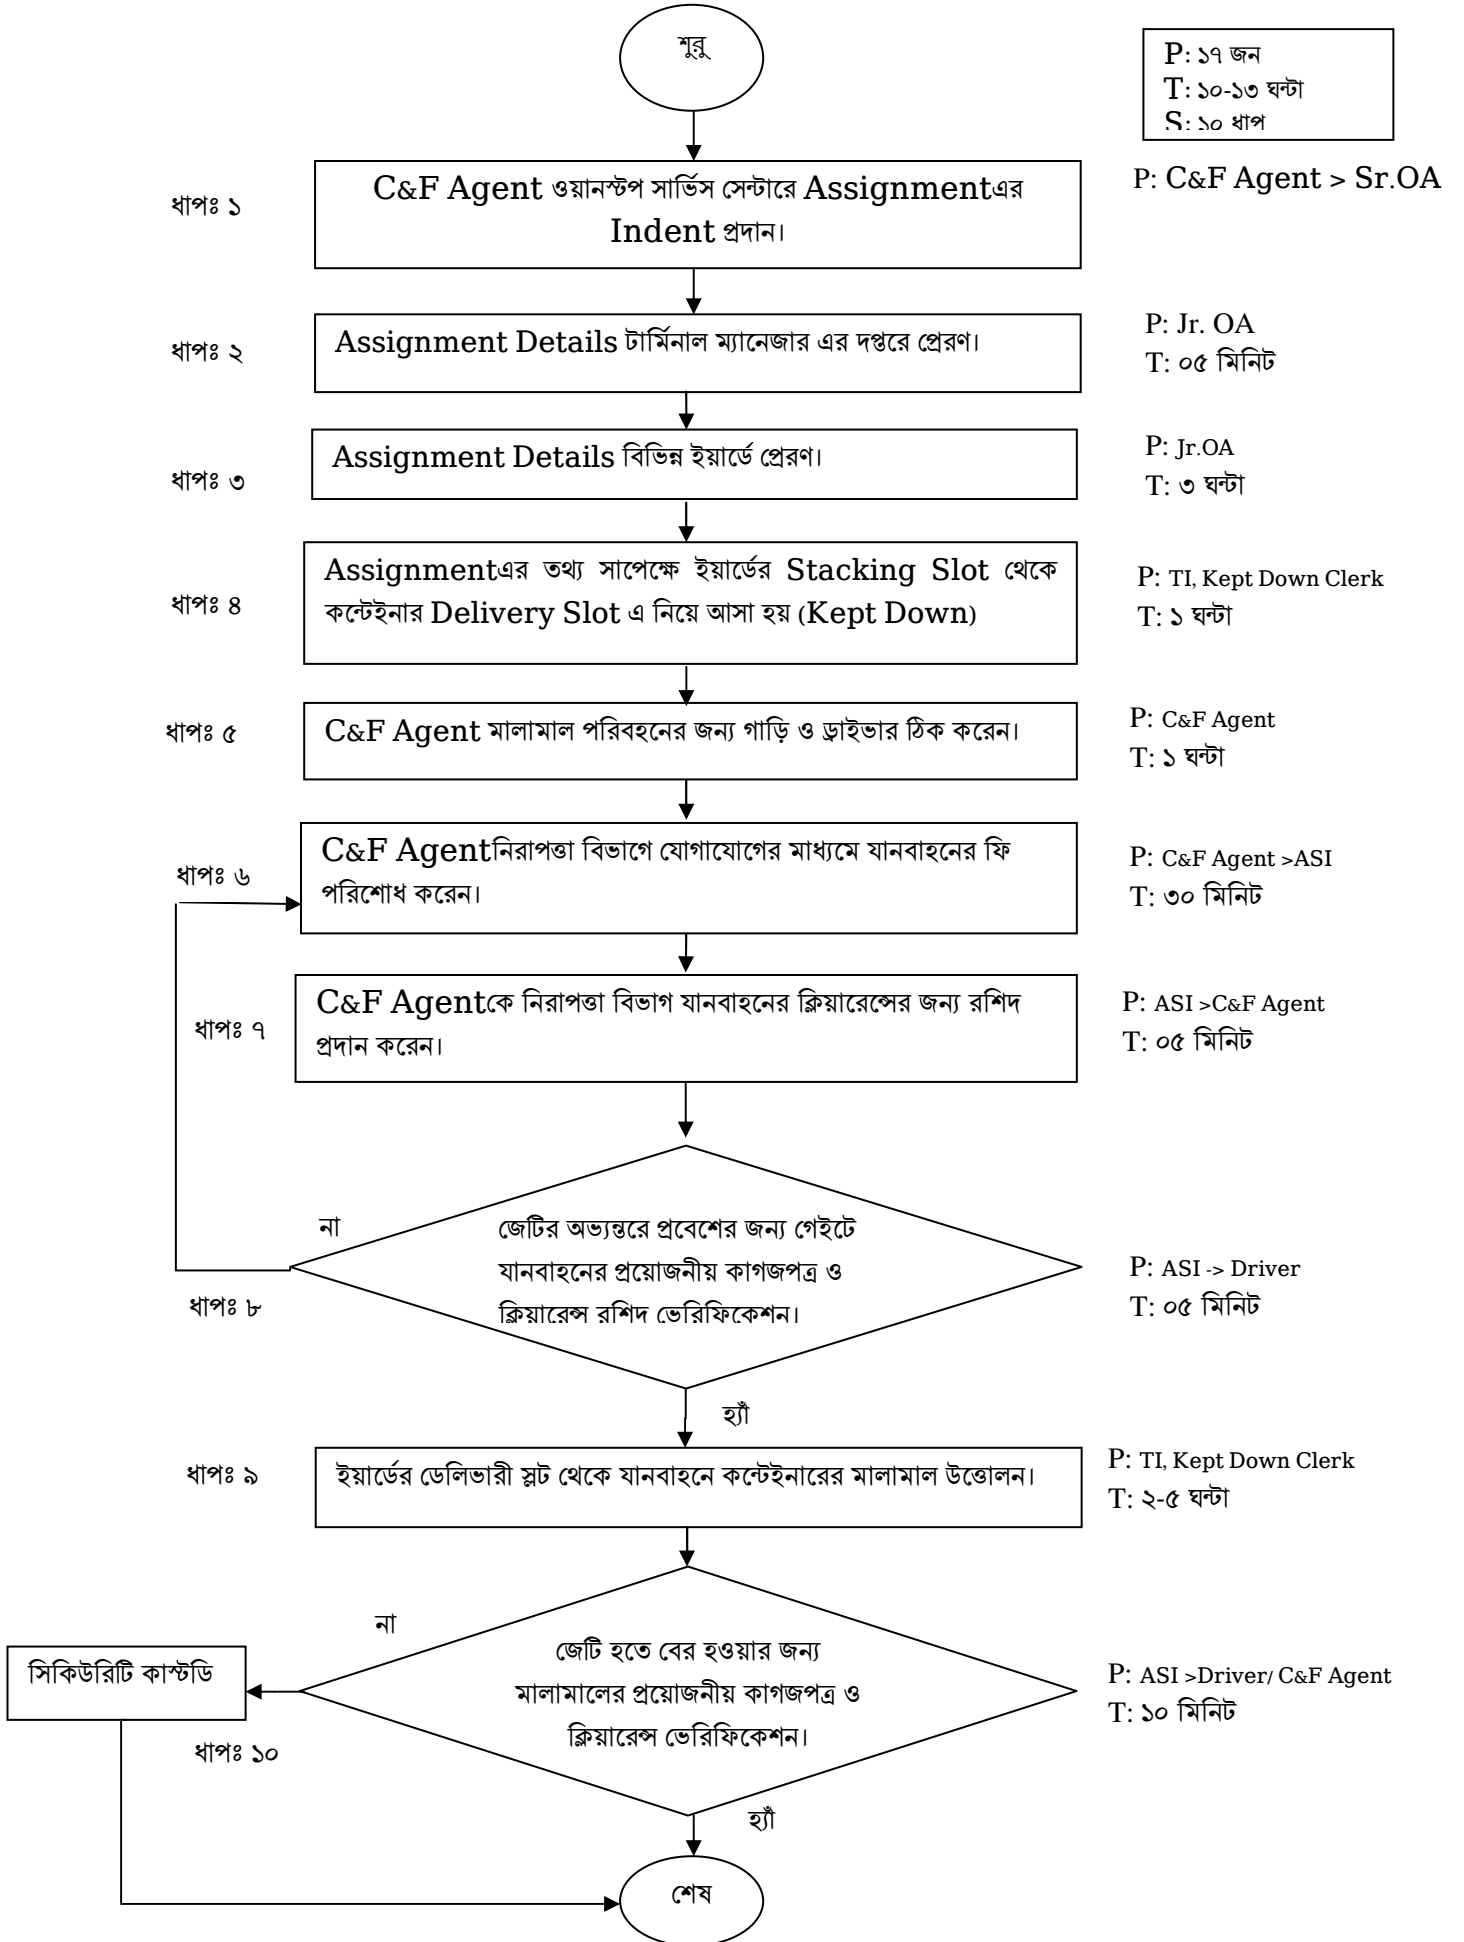 শুরু
P: ১৭ জন
T: ১০-১৩ ঘন্টা
S: ১০ ধাপ
ধাপঃ ১
C&F Agent ওয়ানস্টপ সার্ভিস সেন্টারে Assignmentএর
Indent প্রদান।
P: C&F Agent > Sr.OA
ধাপঃ ২
Assignment Details টার্মিনাল ম্যানেজার এর দপ্তরে প্রেরণ।
P: Jr. OA
T: ০৫ মিনিট
ধাপঃ ৩
Assignment Details বিভিন্ন ইয়ার্ডে প্রেরণ।
P: Jr.OA
T: ৩ ঘন্টা
ধাপঃ ৪
Assignmentএর তথ্য সাপেক্ষে ইয়ার্ডের Stacking Slot থেকে
কন্টেইনার Delivery Slot এ নিয়ে আসা হয় (Kept Down)
P: TI, Kept Down Clerk
T: ১ ঘন্টা
ধাপঃ ৫
C&F Agent মালামাল পরিবহনের জন্য গাড়ি ও ড্রাইভার ঠিক করেন।
P: C&F Agent
T: ১ ঘন্টা
ধাপঃ ৬
C&F Agentনিরাপত্তা বিভাগে যোগাযোগের মাধ্যমে যানবাহনের ফি
পরিশোধ করেন।
P: C&F Agent >ASI
T: ৩০ মিনিট
ধাপঃ ৭
C&F Agentকে নিরাপত্তা বিভাগ যানবাহনের ক্লিয়ারেন্সের জন্য রশিদ
প্রদান করেন।
P: ASI >C&F Agent
T: ০৫ মিনিট
না
জেটির অভ্যন্তরে প্রবেশের জন্য গেইটে
যানবাহনের প্রয়োজনীয় কাগজপত্র ও
ক্লিয়ারেন্স রশিদ ভেরিফিকেশন।
ধাপঃ ৮
P: ASI -> Driver
T: ০৫ মিনিট
হ্যাঁ
ধাপঃ ৯
ইয়ার্ডের ডেলিভারী স্লট থেকে যানবাহনে কন্টেইনারের মালামাল উত্তোলন।
P: TI, Kept Down Clerk
T: ২-৫ ঘন্টা
না
সিকিউরিটি কাস্টডি
জেটি হতে বের হওয়ার জন্য
মালামালের প্রয়োজনীয় কাগজপত্র ও
ক্লিয়ারেন্স ভেরিফিকেশন।
ধাপঃ ১০
P: ASI >Driver/ C&F Agent
T: ১০ মিনিট
হ্যাঁ
শেষ